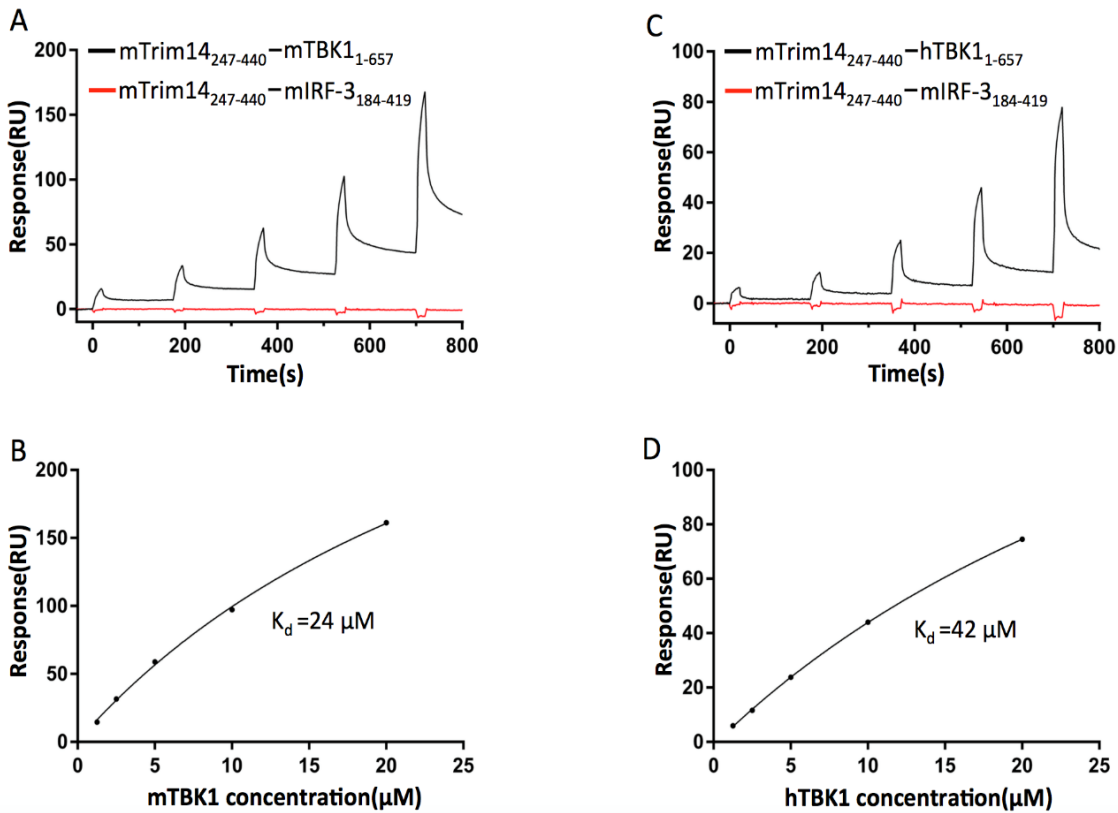 A
mTrim14₂₄₇₋₄₄₀−mTBK1₁₋₆₅₇
mTrim14₂₄₇₋₄₄₀−mIRF-3₁₈₄₋₄₁₉
Response(RU)
200
150
100
50
0
0 200 400 600 800
Time(s)
C
mTrim14₂₄₇₋₄₄₀−hTBK1₁₋₆₅₇
mTrim14₂₄₇₋₄₄₀−mIRF-3₁₈₄₋₄₁₉
Response(RU)
100
80
60
40
20
0
0 200 400 600 800
Time(s)
B
Response(RU)
200
150
100
50
0
K_d =24 μM
0 5 10 15 20 25
mTBK1 concentration(μM)
D
Response(RU)
100
80
60
40
20
0
K_d =42 μM
0 5 10 15 20 25
hTBK1 concentration(μM)